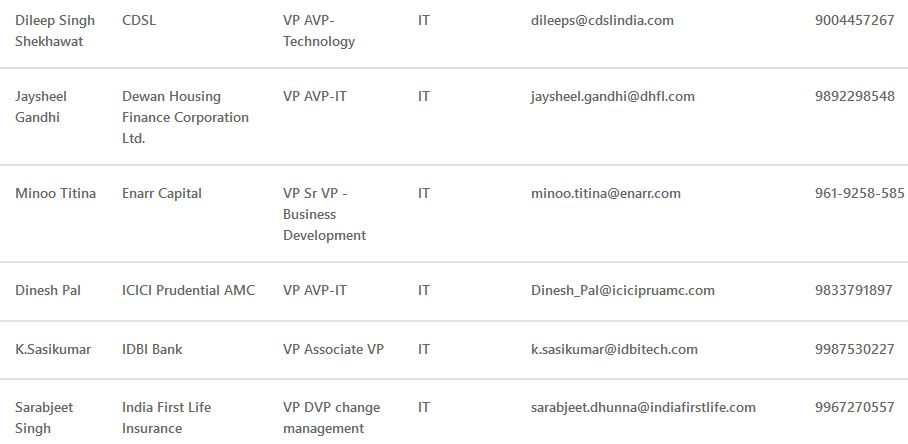 Dileep Singh CDSL VP AVP- IT dileeps@cdslindia.com 9004457267
Shekhawat Technology
Jaysheel Dewan Housing VP AVP-IT IT jaysheel.gandhi@dhfl.com 9892298548
Gandhi Finance Corporation
Ltd.
Minoo Titina Enarr Capital VP Sr VP - IT minoo.titina@enarr.com 961-9258-585
Business
Development
Dinesh Pal ICICI Prudential AMC VP AVP-IT IT Dinesh_Pal@icicipruamc.com 9833791897
K.Sasikumar IDBI Bank VP Associate VP IT k.sasikumar@idbitech.com 9987530227
Sarabjeet India First Life VP DVP change IT sarabjeet.dhunna@indiafirstlife.com 9967270557
Singh Insurance management